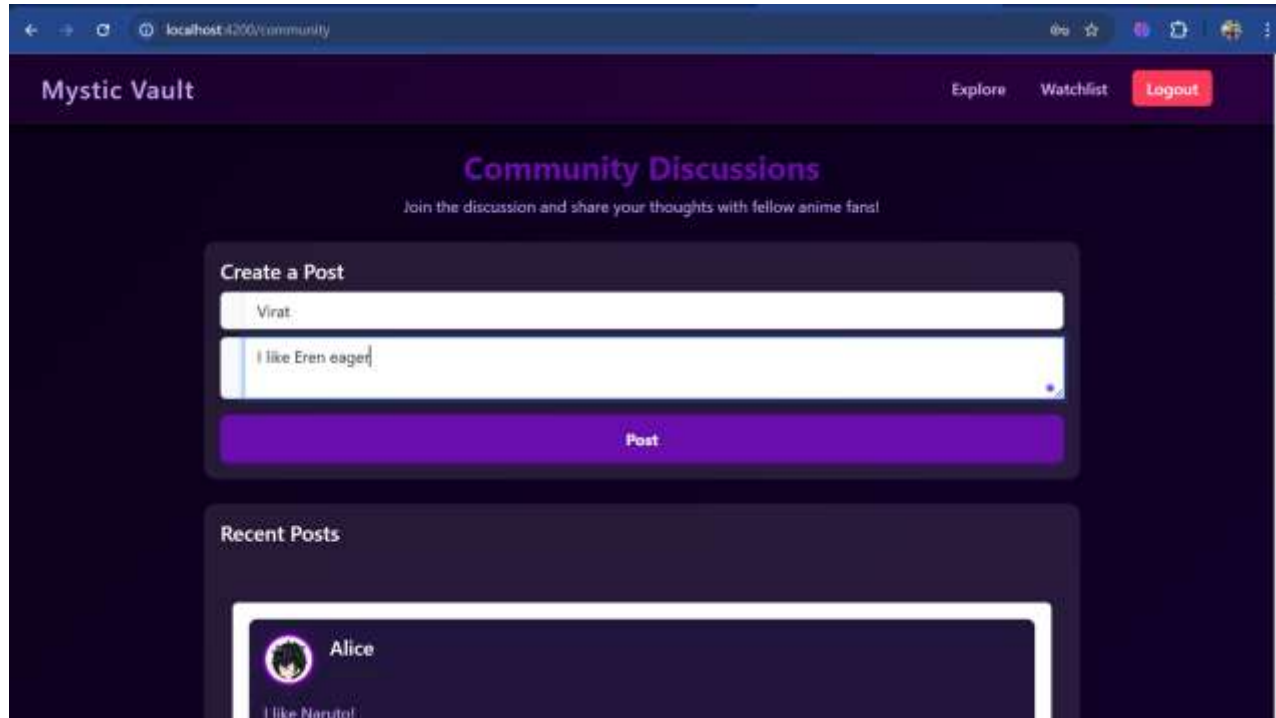 localhost:4200/community
Mystic Vault
Explore Watchlist Logout
Community Discussions
Join the discussion and share your thoughts with fellow anime fans!
Create a Post
Virat
I like Eren eager
Post
Recent Posts
Alice
I like Naruto!